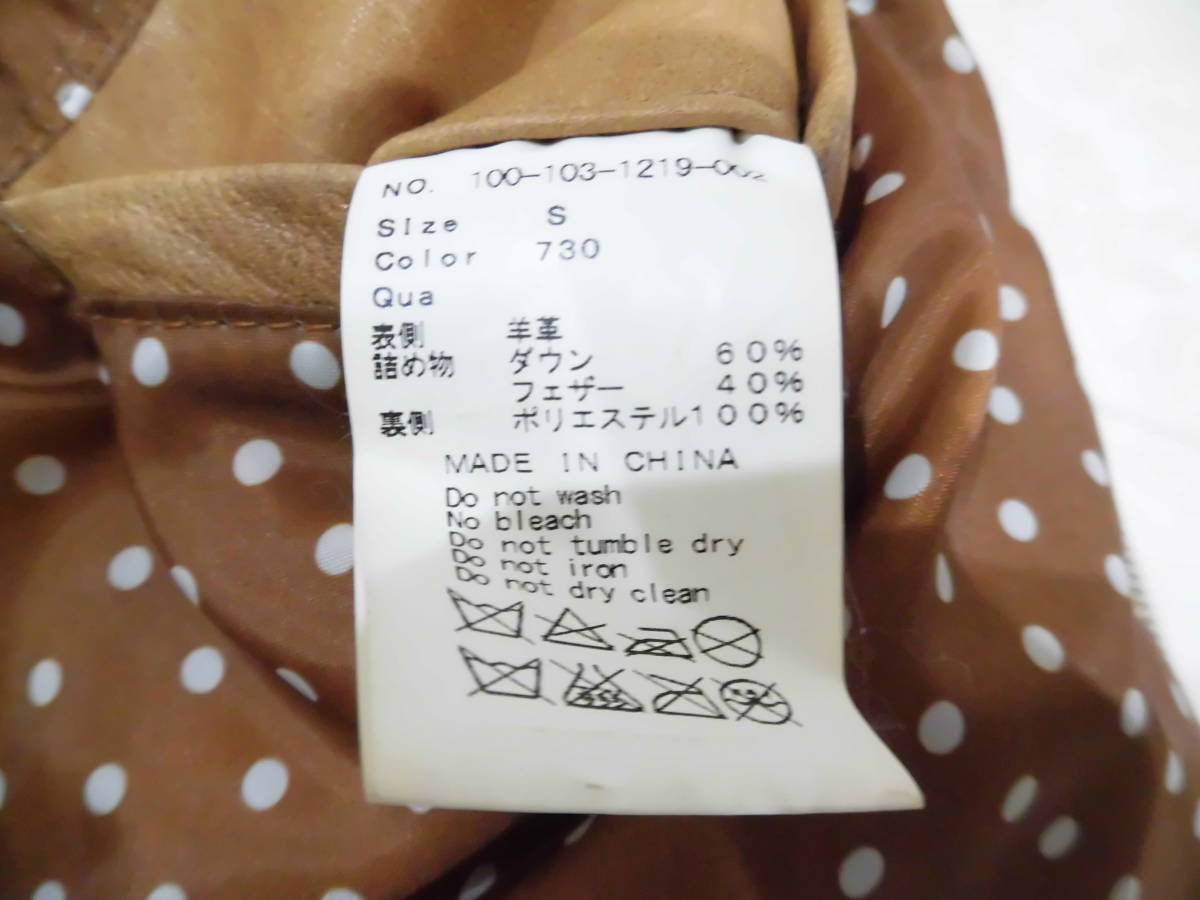 NO. 100-103-1219-002
Size S
Color 730
Qua
表側 羊革
詰め物 ダウン 60%
フェザー 40%
裏側 ポリエステル100%
MADE IN CHINA
Do not wash
No bleach
Do not tumble dry
Do not iron
Do not dry clean